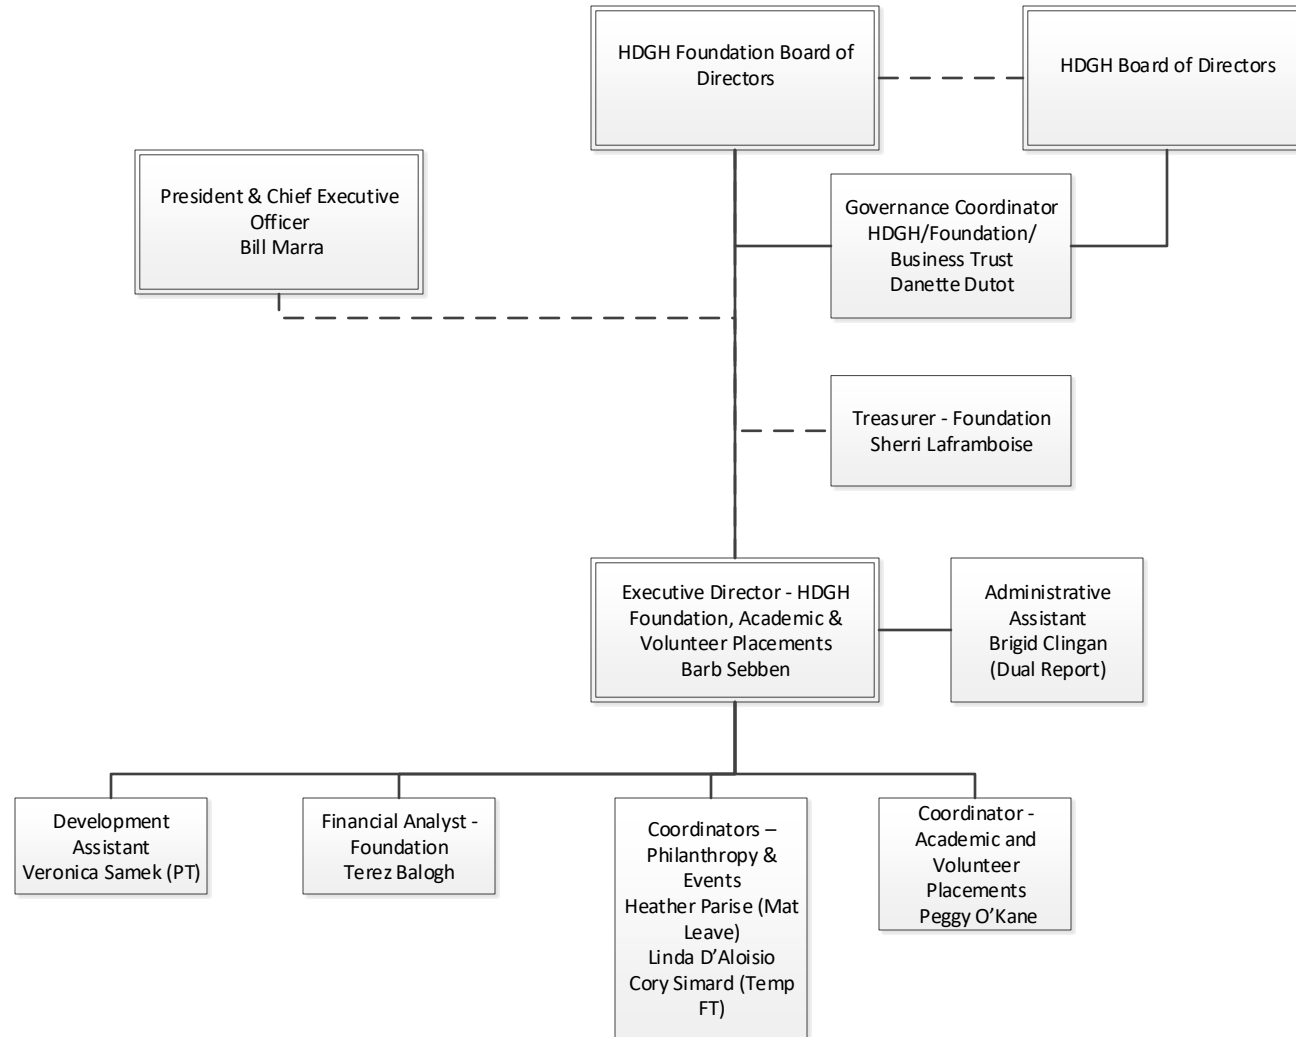 HDGH Foundation Board of
Directors
HDGH Board of Directors
President & Chief Executive
Officer
Bill Marra
Governance Coordinator
HDGH/Foundation/
Business Trust
Danette Dutot
Treasurer - Foundation
Sherri Laframboise
Executive Director - HDGH
Foundation, Academic &
Volunteer Placements
Barb Sebben
Administrative
Assistant
Brigid Clingan
(Dual Report)
Development
Assistant
Veronica Samek (PT)
Financial Analyst -
Foundation
Terez Balogh
Coordinators –
Philanthropy &
Events
Heather Parise (Mat
Leave)
Linda D’Aloisio
Cory Simard (Temp
FT)
Coordinator -
Academic and
Volunteer
Placements
Peggy O’Kane